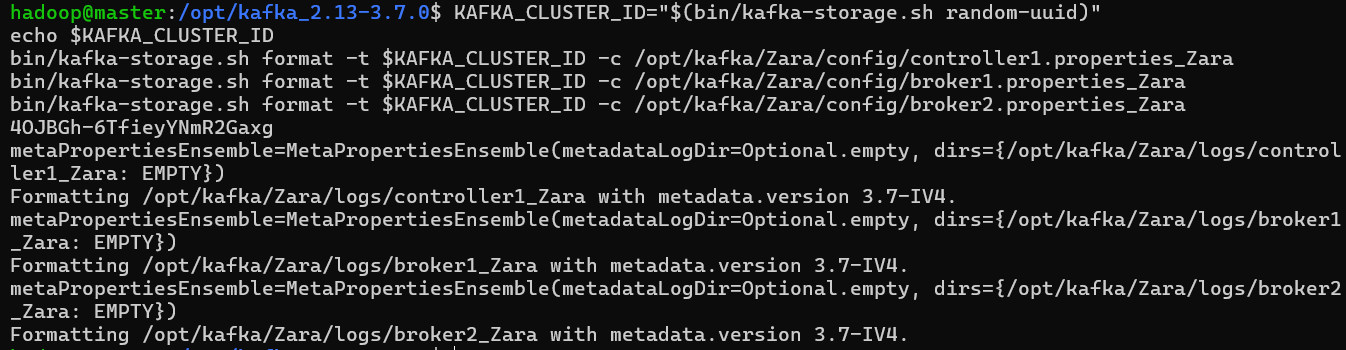 hadoop@master:/opt/kafka_2.13-3.7.0$ KAFKA_CLUSTER_ID="$(bin/kafka-storage.sh random-uuid)"
echo $KAFKA_CLUSTER_ID
bin/kafka-storage.sh format -t $KAFKA_CLUSTER_ID -c /opt/kafka/Zara/config/controller1.properties_Zara
bin/kafka-storage.sh format -t $KAFKA_CLUSTER_ID -c /opt/kafka/Zara/config/broker1.properties_Zara
bin/kafka-storage.sh format -t $KAFKA_CLUSTER_ID -c /opt/kafka/Zara/config/broker2.properties_Zara
4OJBGh-6TfieyYNmR2Gaxg
metaPropertiesEnsemble=MetaPropertiesEnsemble(metadataLogDir=Optional.empty, dirs={/opt/kafka/Zara/logs/control
ler1_Zara: EMPTY})
Formatting /opt/kafka/Zara/logs/controller1_Zara with metadata.version 3.7-IV4.
metaPropertiesEnsemble=MetaPropertiesEnsemble(metadataLogDir=Optional.empty, dirs={/opt/kafka/Zara/logs/broker1
_Zara: EMPTY})
Formatting /opt/kafka/Zara/logs/broker1_Zara with metadata.version 3.7-IV4.
metaPropertiesEnsemble=MetaPropertiesEnsemble(metadataLogDir=Optional.empty, dirs={/opt/kafka/Zara/logs/broker2
_Zara: EMPTY})
Formatting /opt/kafka/Zara/logs/broker2_Zara with metadata.version 3.7-IV4.